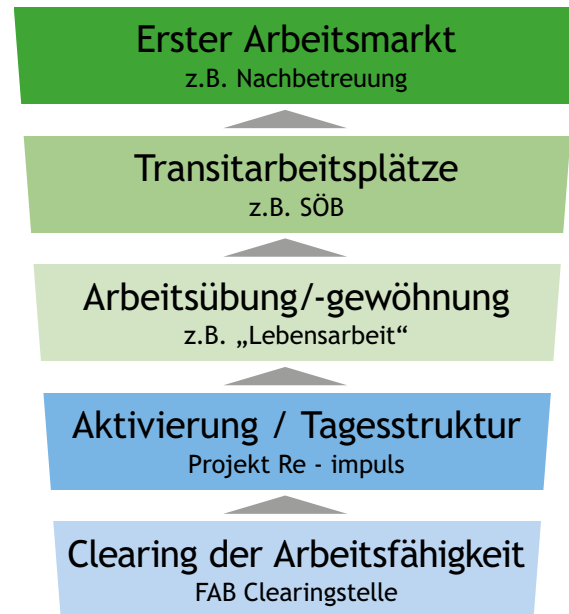 Erster Arbeitsmarkt
z.B. Nachbetreuung
Transitarbeitsplätze
z.B. SÖB
Arbeitsübung/-gewöhnung
z.B. „Lebensarbeit“
Aktivierung / Tagesstruktur
Projekt Re - impuls
Clearing der Arbeitsfähigkeit
FAB Clearingstelle